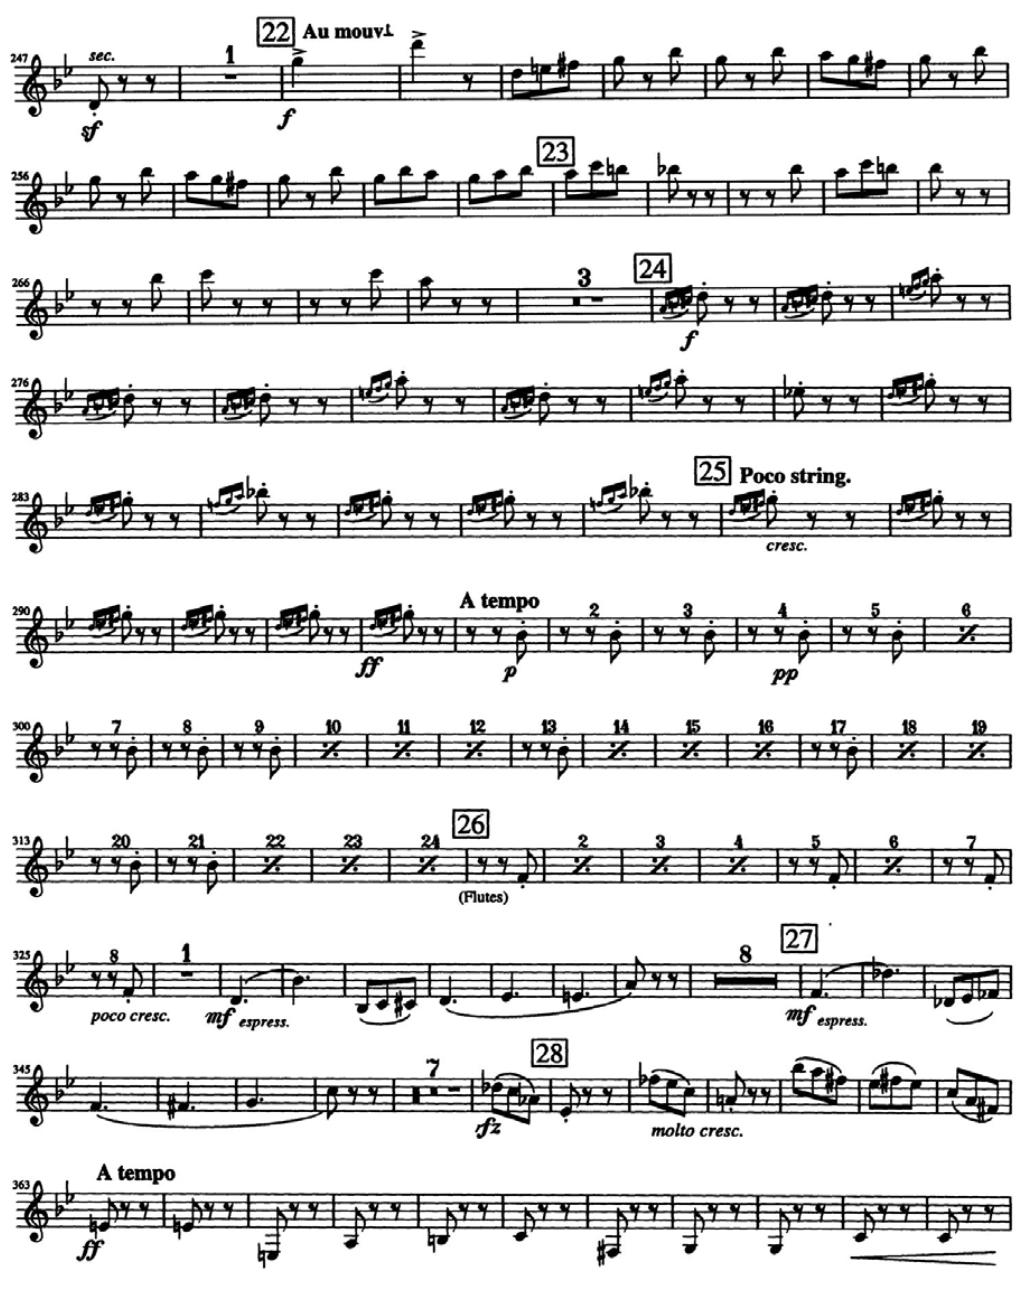 22 Au mouvt.
247 sec. 1
sf f
23
256
24
266 3
f
276
25 Poco string.
283
cresc.
A tempo
290 2 3 4 5 6
ff p pp
300 7 8 9 10 11 12 13 14 15 16 17 18 19
26
313 20 21 22 23 24 2 3 4 5 6 7
(Flutes)
27
325 8 1 8
poco cresc. mf espress. mf espress.
28
345 7
rfz molto cresc.
A tempo
363
ff